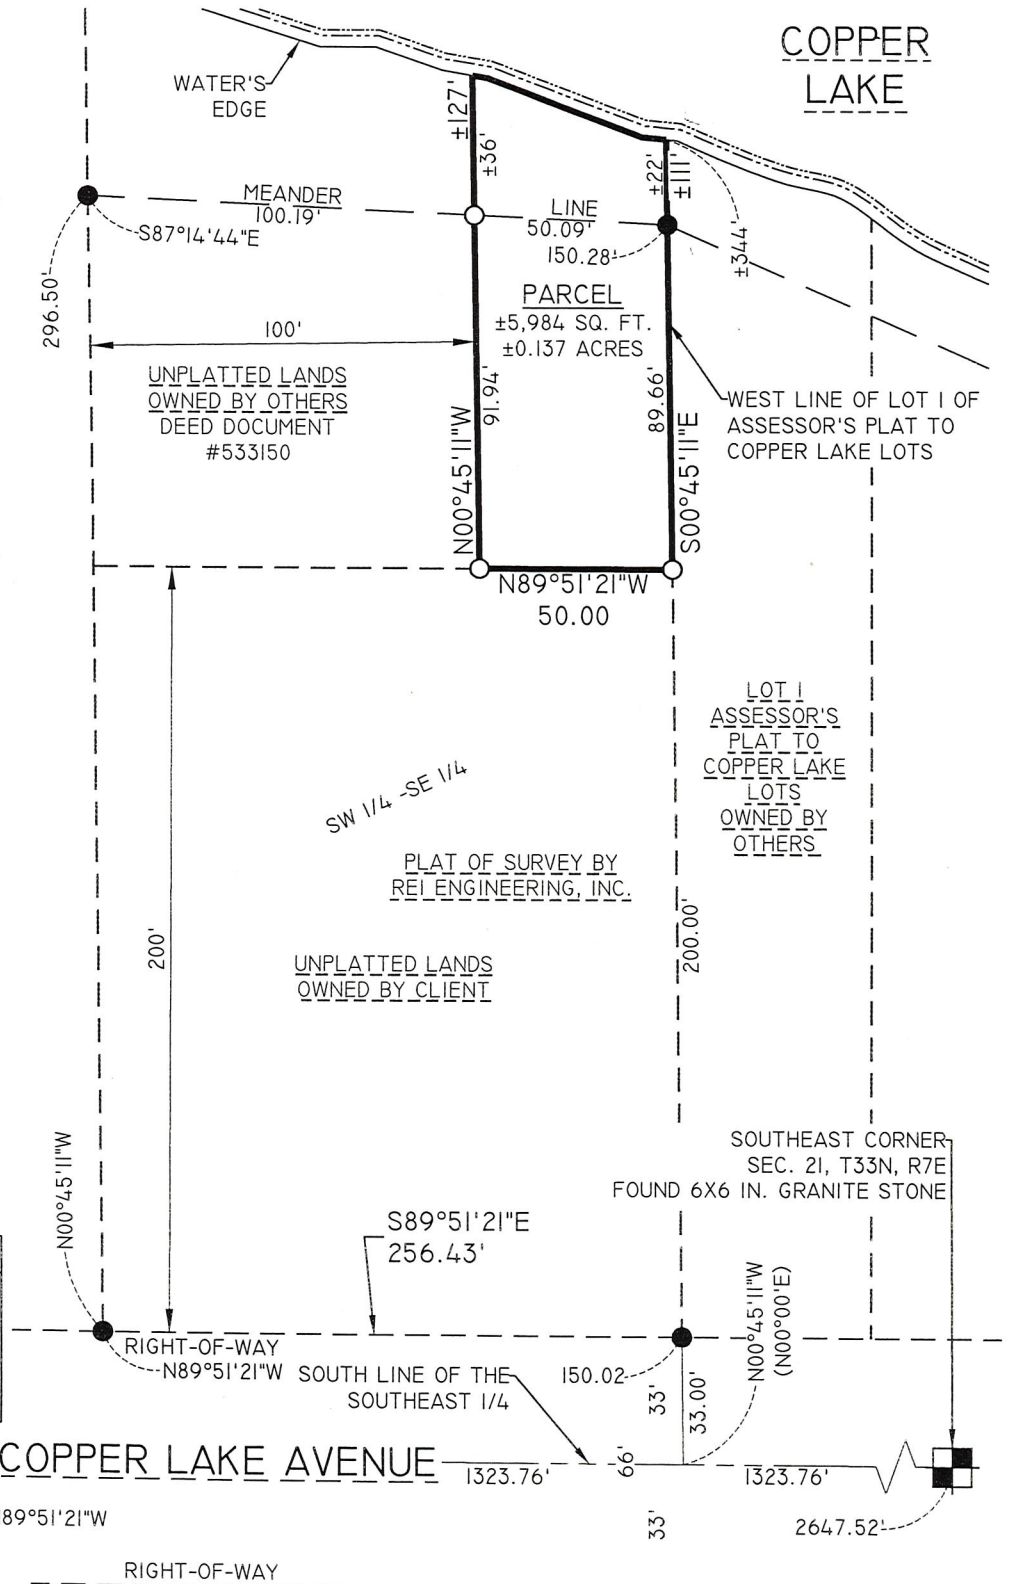 COPPER
LAKE
WATER'S
EDGE
±127'
±36'
±22'
±111'
±344'
MEANDER
100.19'
LINE
50.09'
S87°14'44"E
150.28'
296.50'
PARCEL
±5,984 SQ. FT.
±0.137 ACRES
100'
UNPLATTED LANDS
OWNED BY OTHERS
DEED DOCUMENT
#533150
N00°45'11"W
91.94'
89.66'
S00°45'11"E
WEST LINE OF LOT 1 OF
ASSESSOR'S PLAT TO
COPPER LAKE LOTS
N89°51'21"W
50.00
LOT 1
ASSESSOR'S
PLAT TO
COPPER LAKE
LOTS
OWNED BY
OTHERS
SW 1/4 -SE 1/4
PLAT OF SURVEY BY
REI ENGINEERING, INC.
200'
200.00'
UNPLATTED LANDS
OWNED BY CLIENT
SOUTHEAST CORNER
SEC. 21, T33N, R7E
FOUND 6X6 IN. GRANITE STONE
N00°45'11"W
S89°51'21"E
256.43'
N00°45'11"W
(N00°00'E)
RIGHT-OF-WAY
N89°51'21"W
SOUTH LINE OF THE
SOUTHEAST 1/4
150.02
33'
33.00'
COPPER LAKE AVENUE
1323.76'
66'
1323.76'
89°51'21"W
33'
2647.52'
RIGHT-OF-WAY